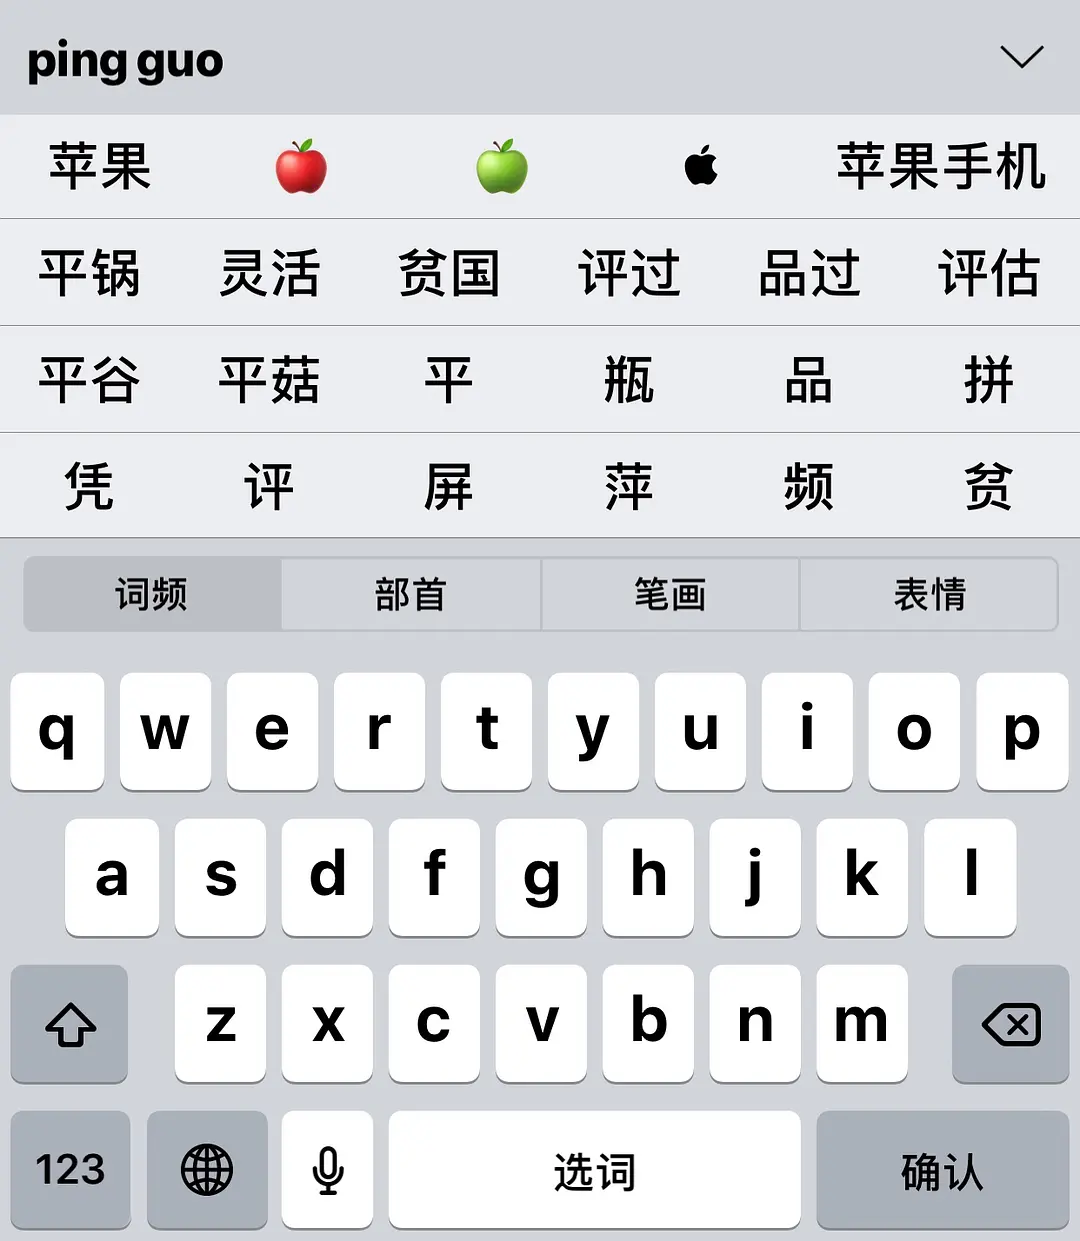 ping guo
苹果 🍎 🍏  苹果手机
平锅 灵活 贫国 评过 品过 评估
平谷 平菇 平 瓶 品 拼
凭 评 屏 萍 频 贫
词频 部首 笔画 表情
q w e r t y u i o p
a s d f g h j k l
z x c v b n m
123 选词 确认